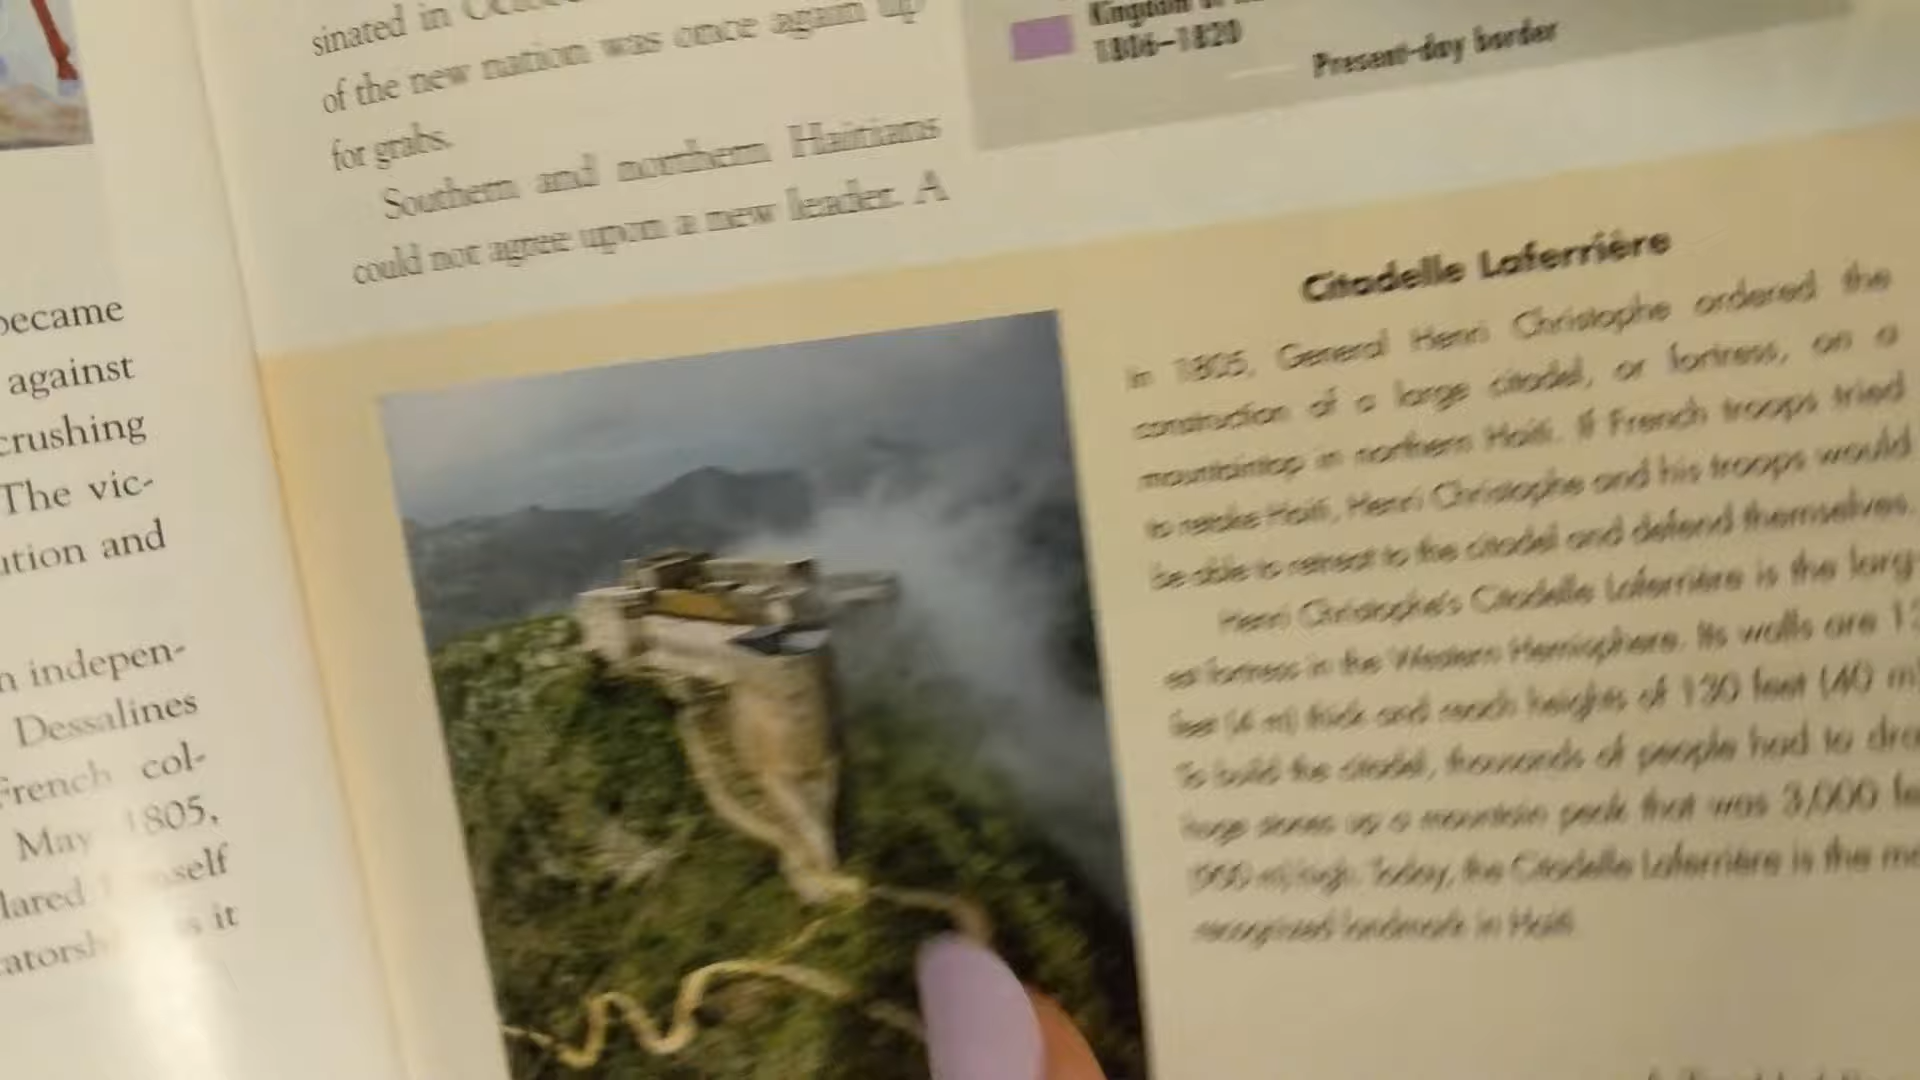 became
against
crushing
The vic-
ution and
n indepen-
Dessalines
French col-
May 1805,
lared self
it
sinated in
of the new nation was once again up
for grabs.
Southern and northern Haitians
could not agree upon a new leader. A
Kingdom of
1806–1820
Present-day border
Citadelle Laferrière
In 1805, General Henri Christophe ordered the
construction of a large citadel, or fortress, on a
mountaintop in northern Haiti. If French troops tried
to retake Haiti, Henri Christophe and his troops would
be able to retreat to the citadel and defend themselves.
Henri Christophe's Citadelle Laferrière is the larg-
est fortress in the Western Hemisphere. Its walls are 13
feet (4 m) thick and reach heights of 130 feet (40 m)
To build the citadel, thousands of people had to dra
huge stones up a mountain peak that was 3,000 fe
(900 m) high. Today, the Citadelle Laferrière is the mo
recognized landmark in Haiti.